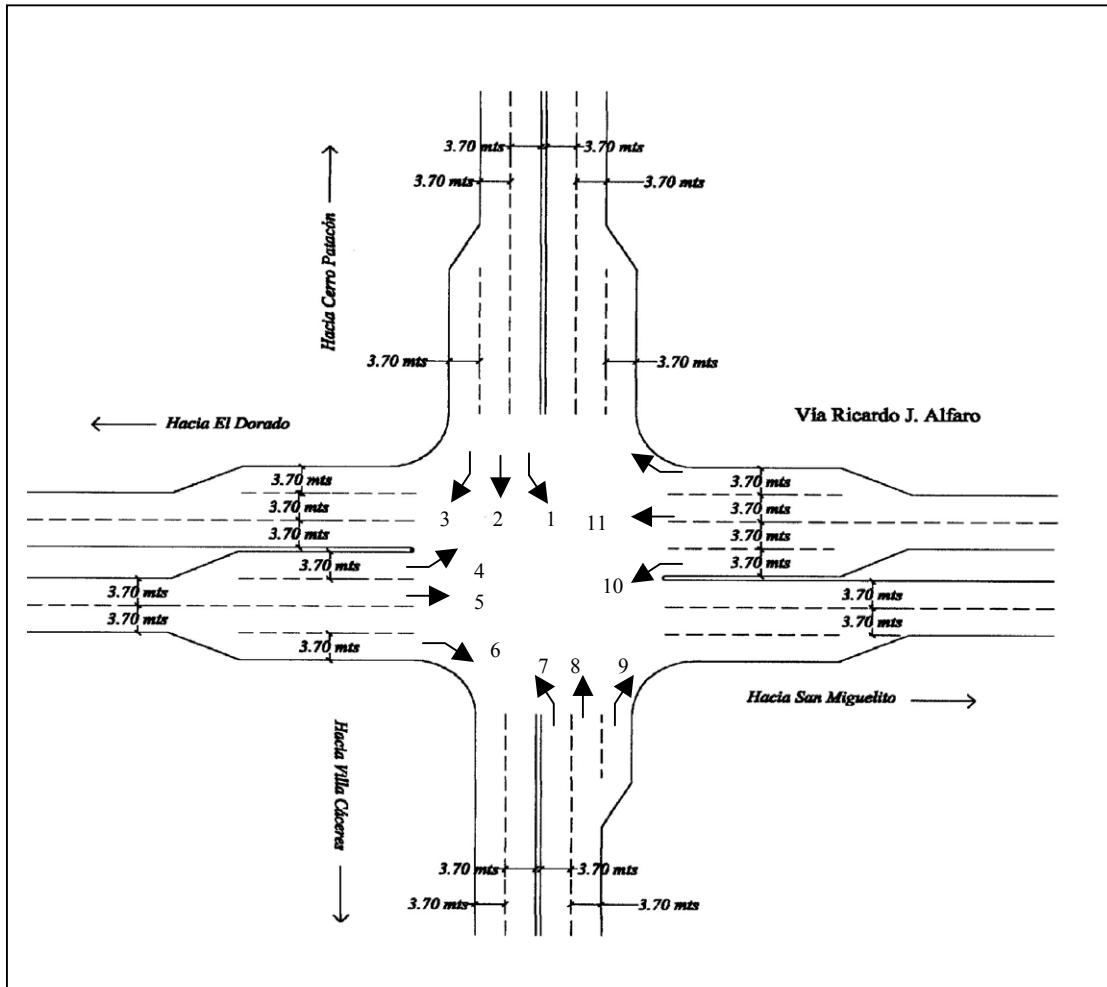 3.70 mts 3.70 mts
3.70 mts 3.70 mts
Hacia Cerro Patacón
3.70 mts 3.70 mts
Hacia El Dorado
Vía Ricardo J. Alfaro
3.70 mts
3.70 mts
3.70 mts
3.70 mts
3.70 mts
3.70 mts
3.70 mts
3.70 mts
3 2 1 11
4
5
6
10
3.70 mts
3.70 mts
3.70 mts
3.70 mts
3.70 mts
3.70 mts
7 8 9
Hacia San Miguelito
Hacia Villa Cáceres
3.70 mts 3.70 mts
3.70 mts 3.70 mts